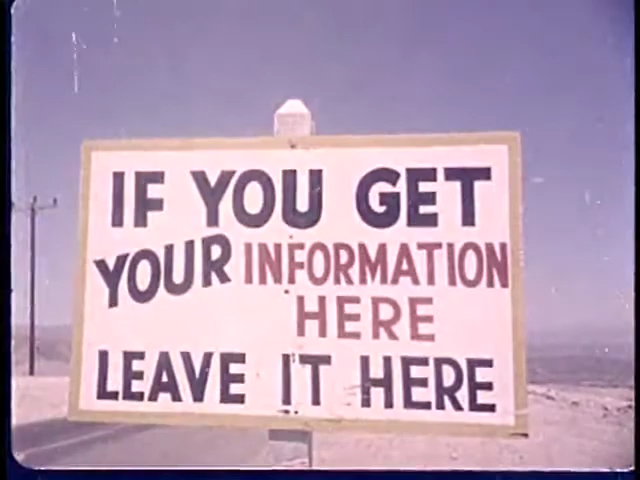 IF YOU GET
YOUR INFORMATION
HERE
LEAVE IT HERE